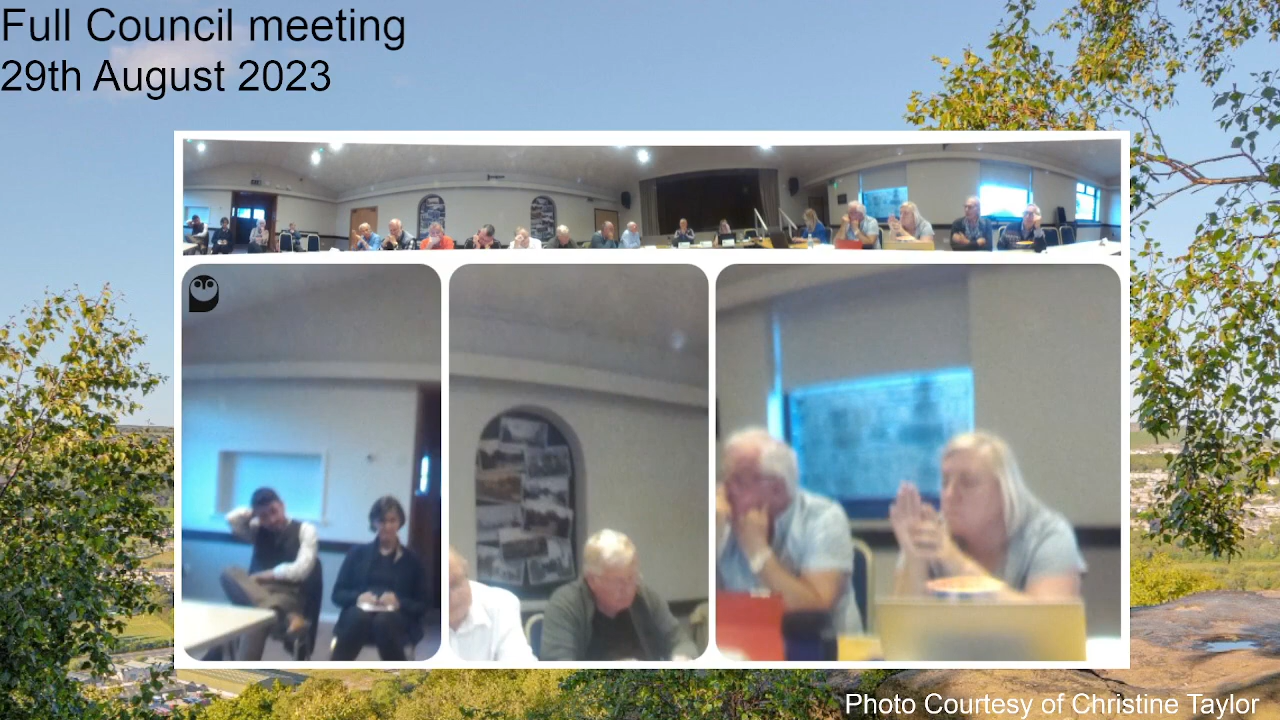 Full Council meeting
29th August 2023
Photo Courtesy of Christine Taylor